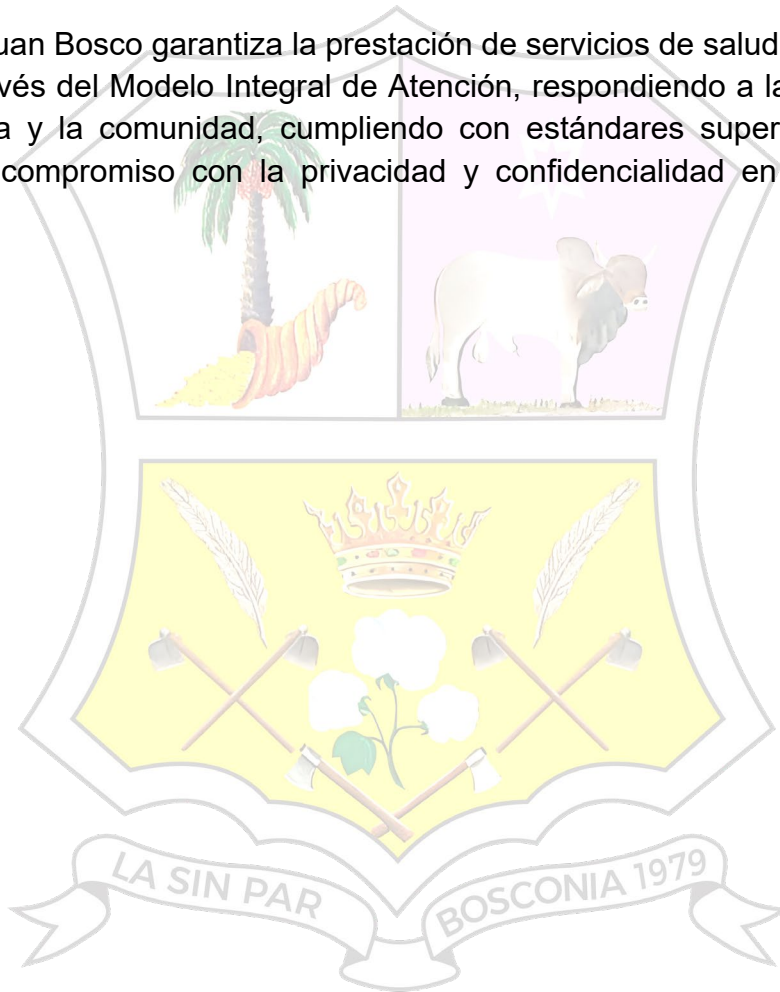 uan Bosco garantiza la prestación de servicios de salud
vés del Modelo Integral de Atención, respondiendo a la
a y la comunidad, cumpliendo con estándares super
compromiso con la privacidad y confidencialidad en
LA SIN PAR
BOSCONIA 1979